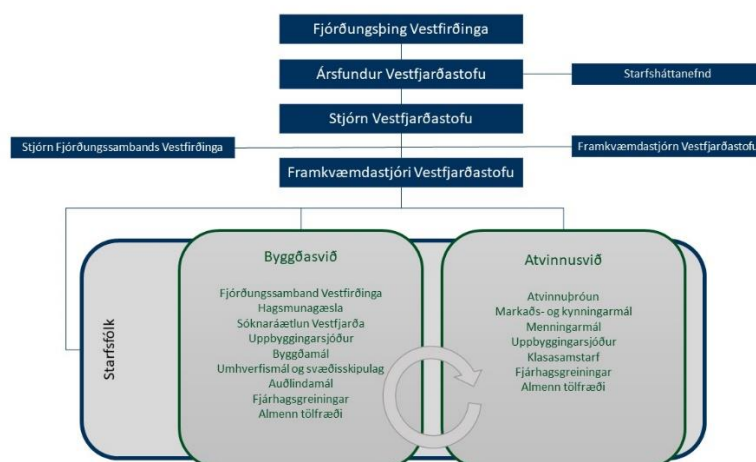 Fjórðungsþing Vestfirðinga
Ársfundur Vestfjarðastofu
Starfsháttanefnd
Stjórn Vestfjarðastofu
Stjórn Fjórðungssambands Vestfirðinga
Framkvæmdastjórn Vestfjarðastofu
Framkvæmdastjóri Vestfjarðastofu
Starfsfólk
Byggðasvið
Fjórðungssamband Vestfirðinga
Hagsmunagæsla
Sóknaráætlun Vestfjarða
Uppbyggingarsjóður
Byggðamál
Umhverfismál og svæðisskipulag
Auðlindamál
Fjárhagsgreiningar
Almenn tölfræði
Atvinnusvið
Atvinnuþróun
Markaðs- og kynningarmál
Menningarmál
Uppbyggingarsjóður
Klasasamstarf
Fjárhagsgreiningar
Almenn tölfræði